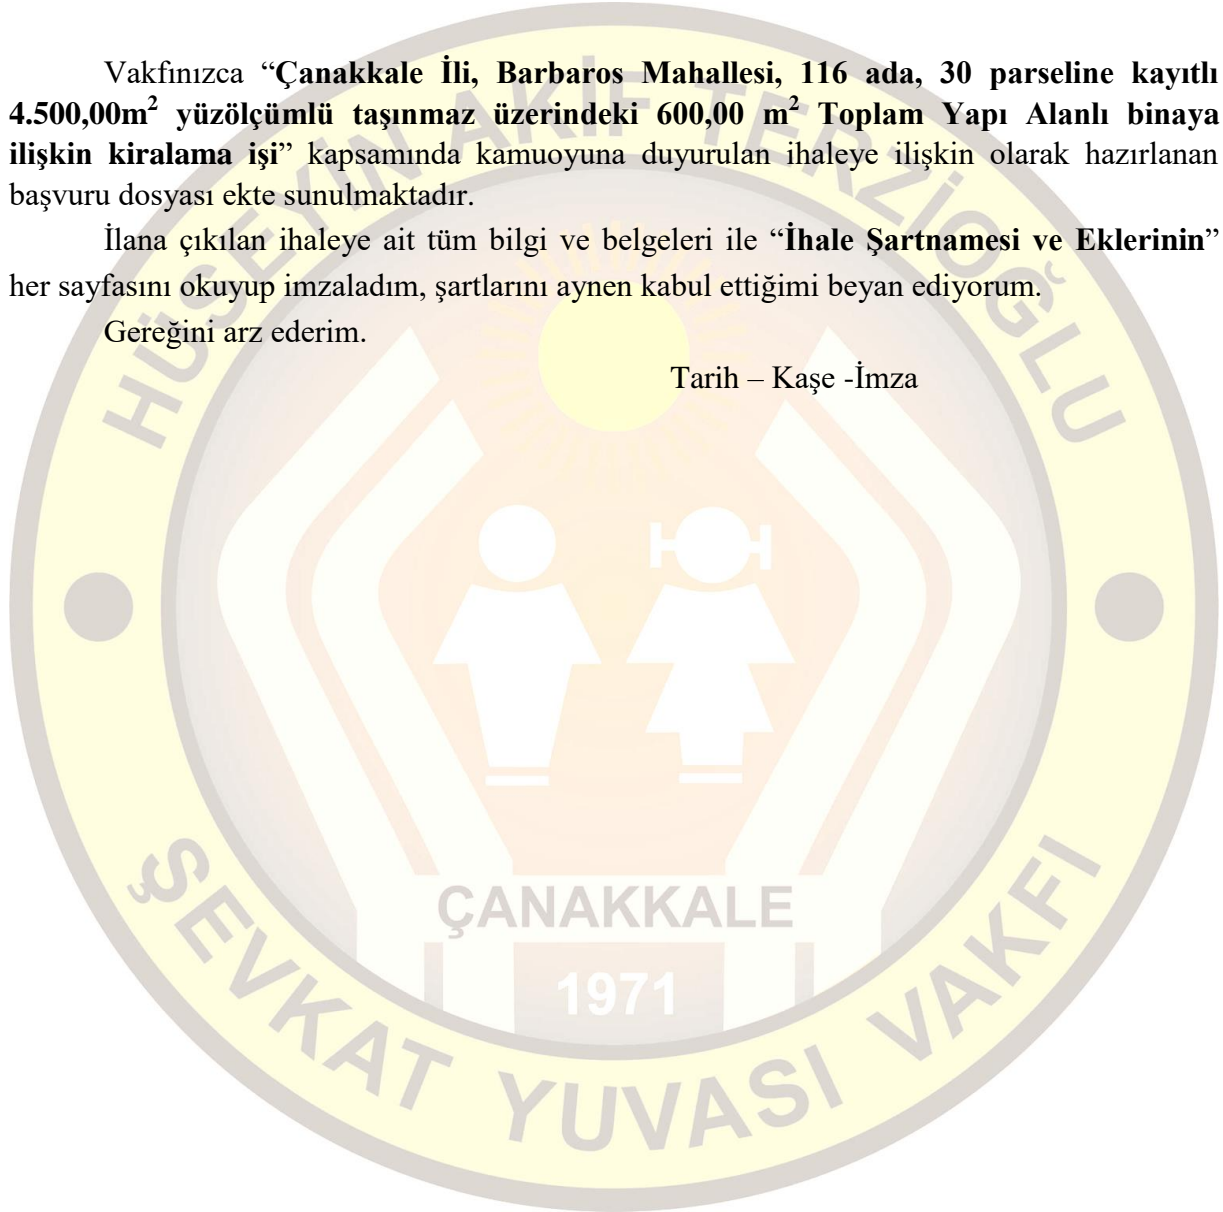 Vakfınızca “Çanakkale İli, Barbaros Mahallesi, 116 ada, 30 parseline kayıtlı
4.500,00m² yüzölçümlü taşınmaz üzerindeki 600,00 m² Toplam Yapı Alanlı binaya
ilişkin kiralama işi” kapsamında kamuoyuna duyurulan ihaleye ilişkin olarak hazırlanan
başvuru dosyası ekte sunulmaktadır.
İlana çıkılan ihaleye ait tüm bilgi ve belgeleri ile “İhale Şartnamesi ve Eklerinin”
her sayfasını okuyup imzaladım, şartlarını aynen kabul ettiğimi beyan ediyorum.
Gereğini arz ederim.
Tarih – Kaşe -İmza
HÜSEYİN AKİF TERZİOĞLU
ÇANAKKALE
1971
ŞEVKAT YUVASI VAKFI